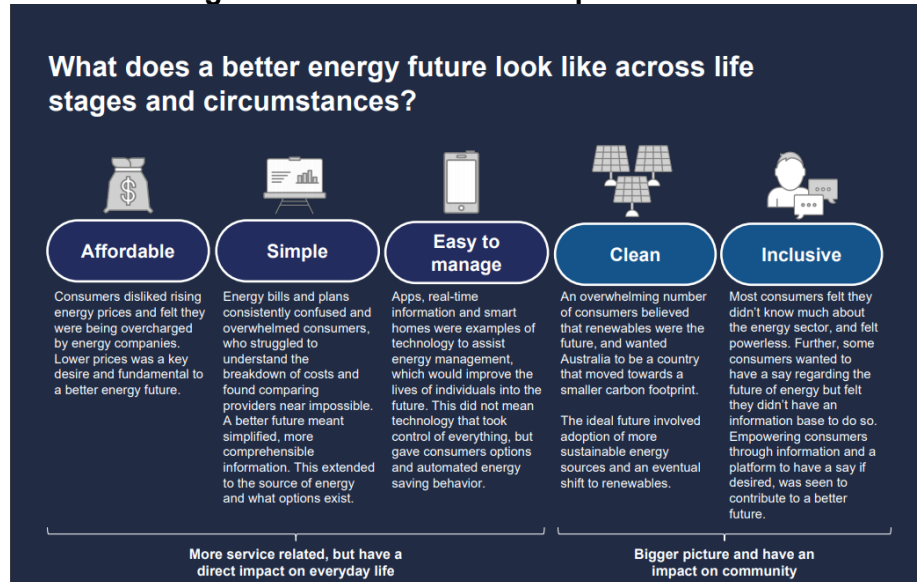 What does a better energy future look like across life
stages and circumstances?
Affordable
Consumers disliked rising
energy prices and felt they
were being overcharged
by energy companies.
Lower prices was a key
desire and fundamental to
a better energy future.
Simple
Energy bills and plans
consistently confused and
overwhelmed consumers,
who struggled to
understand the
breakdown of costs and
found comparing
providers near impossible.
A better future meant
simplified, more
comprehensible
information. This extended
to the source of energy
and what options exist.
Easy to
manage
Apps, real-time
information and smart
homes were examples of
technology to assist
energy management,
which would improve the
lives of individuals into the
future. This did not mean
technology that took
control of everything, but
gave consumers options
and automated energy
saving behavior.
Clean
An overwhelming number
of consumers believed
that renewables were the
future, and wanted
Australia to be a country
that moved towards a
smaller carbon footprint.
The ideal future involved
adoption of more
sustainable energy
sources and an eventual
shift to renewables.
Inclusive
Most consumers felt they
didn't know much about
the energy sector, and felt
powerless. Further, some
consumers wanted to
have a say regarding the
future of energy but felt
they didn't have an
information base to do so.
Empowering consumers
through information and a
platform to have a say if
desired, was seen to
contribute to a better
future.
More service related, but have a
direct impact on everyday life
Bigger picture and have an
impact on community